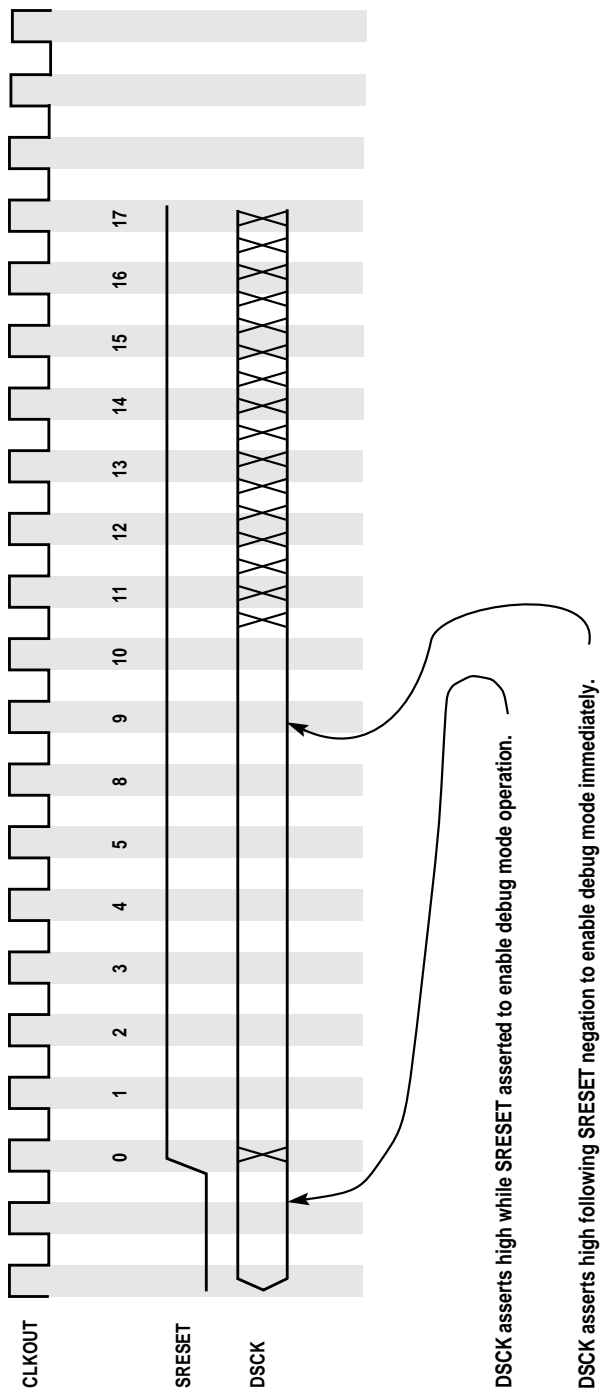 CLKOUT
0 1 2 3 4 5 8 9 10 11 12 13 14 15 16 17
SRESET
DSCK
DSCK asserts high while SRESET asserted to enable debug mode operation.
DSCK asserts high following SRESET negation to enable debug mode immediately.